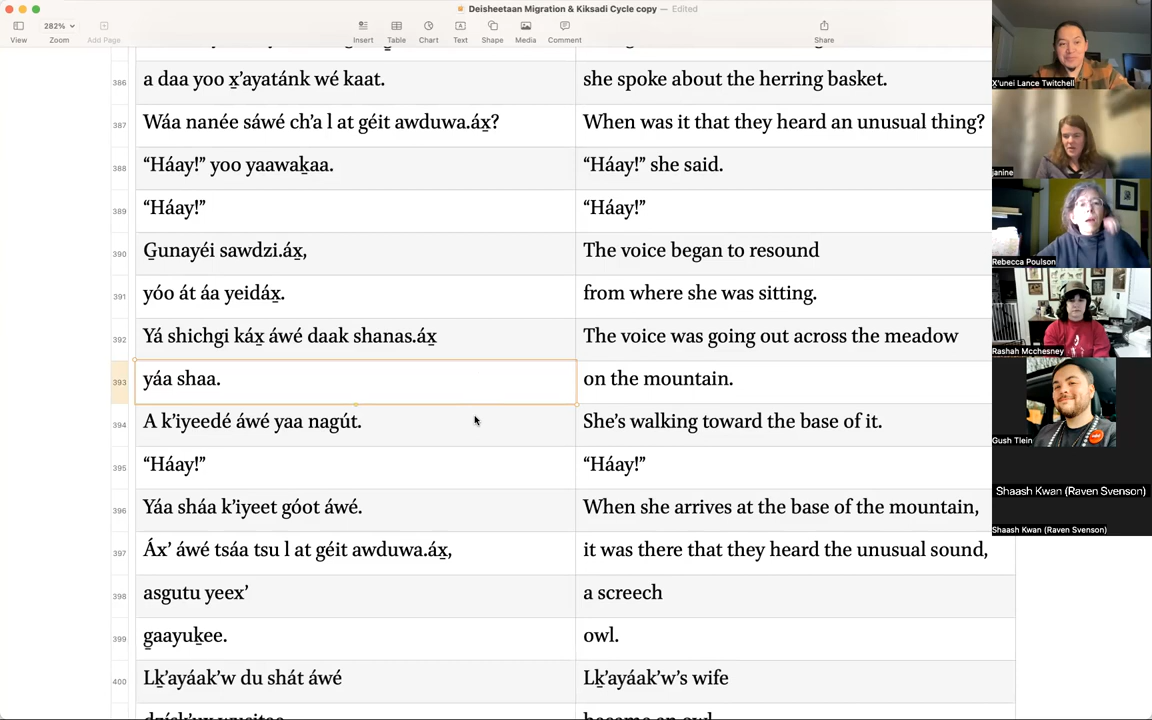 Deisheetaan Migration & Kiksadi Cycle copy — Edited
282%
View Zoom Add Page Insert Table Chart Text Shape Media Comment Share
386 a daa yoo x̱'ayatánk wé kaat. she spoke about the herring basket.
387 Wáa nanée sáwé ch'a l at géit awduwa.áx̱? When was it that they heard an unusual thing?
388 “Háay!” yoo yaawaḵaa. “Háay!” she said.
389 “Háay!” “Háay!”
390 G̱unayéi sawdzi.áx̱, The voice began to resound
391 yóo át áa yeidáx̱. from where she was sitting.
392 Yá shichgi káx̱ áwé daak shanas.áx̱ The voice was going out across the meadow
393 yáa shaa. on the mountain.
394 A k'iyeedé áwé yaa nagút. She's walking toward the base of it.
395 “Háay!” “Háay!”
396 Yáa sháa k'iyeet góot áwé. When she arrives at the base of the mountain,
397 Áx' áwé tsáa tsu l at géit awduwa.áx̱, it was there that they heard the unusual sound,
398 asgutu yeex' a screech
399 g̱aayuḵee. owl.
400 Lḵ'ayáak'w du shát áwé Lḵ'ayáak'w's wife
X̱'unei Lance Twitchell
janine
Rebecca Poulson
Rashah Mcchesney
Gush Tlein
Shaash Kwan (Raven Svenson)
Shaash Kwan (Raven Svenson)